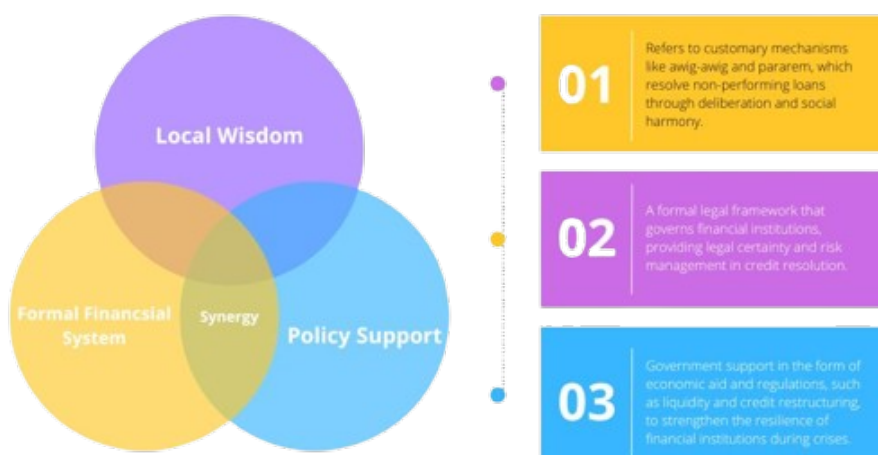 Local Wisdom
Formal Financsial
System
Synergy
Policy Support
01
Refers to customary mechanisms
like awig-awig and pararem, which
resolve non-performing loans
through deliberation and social
harmony.
02
A formal legal framework that
governs financial institutions,
providing legal certainty and risk
management in credit resolution.
03
Government support in the form of
economic aid and regulations, such
as liquidity and credit restructuring,
to strengthen the resilience of
financial institutions during crises.